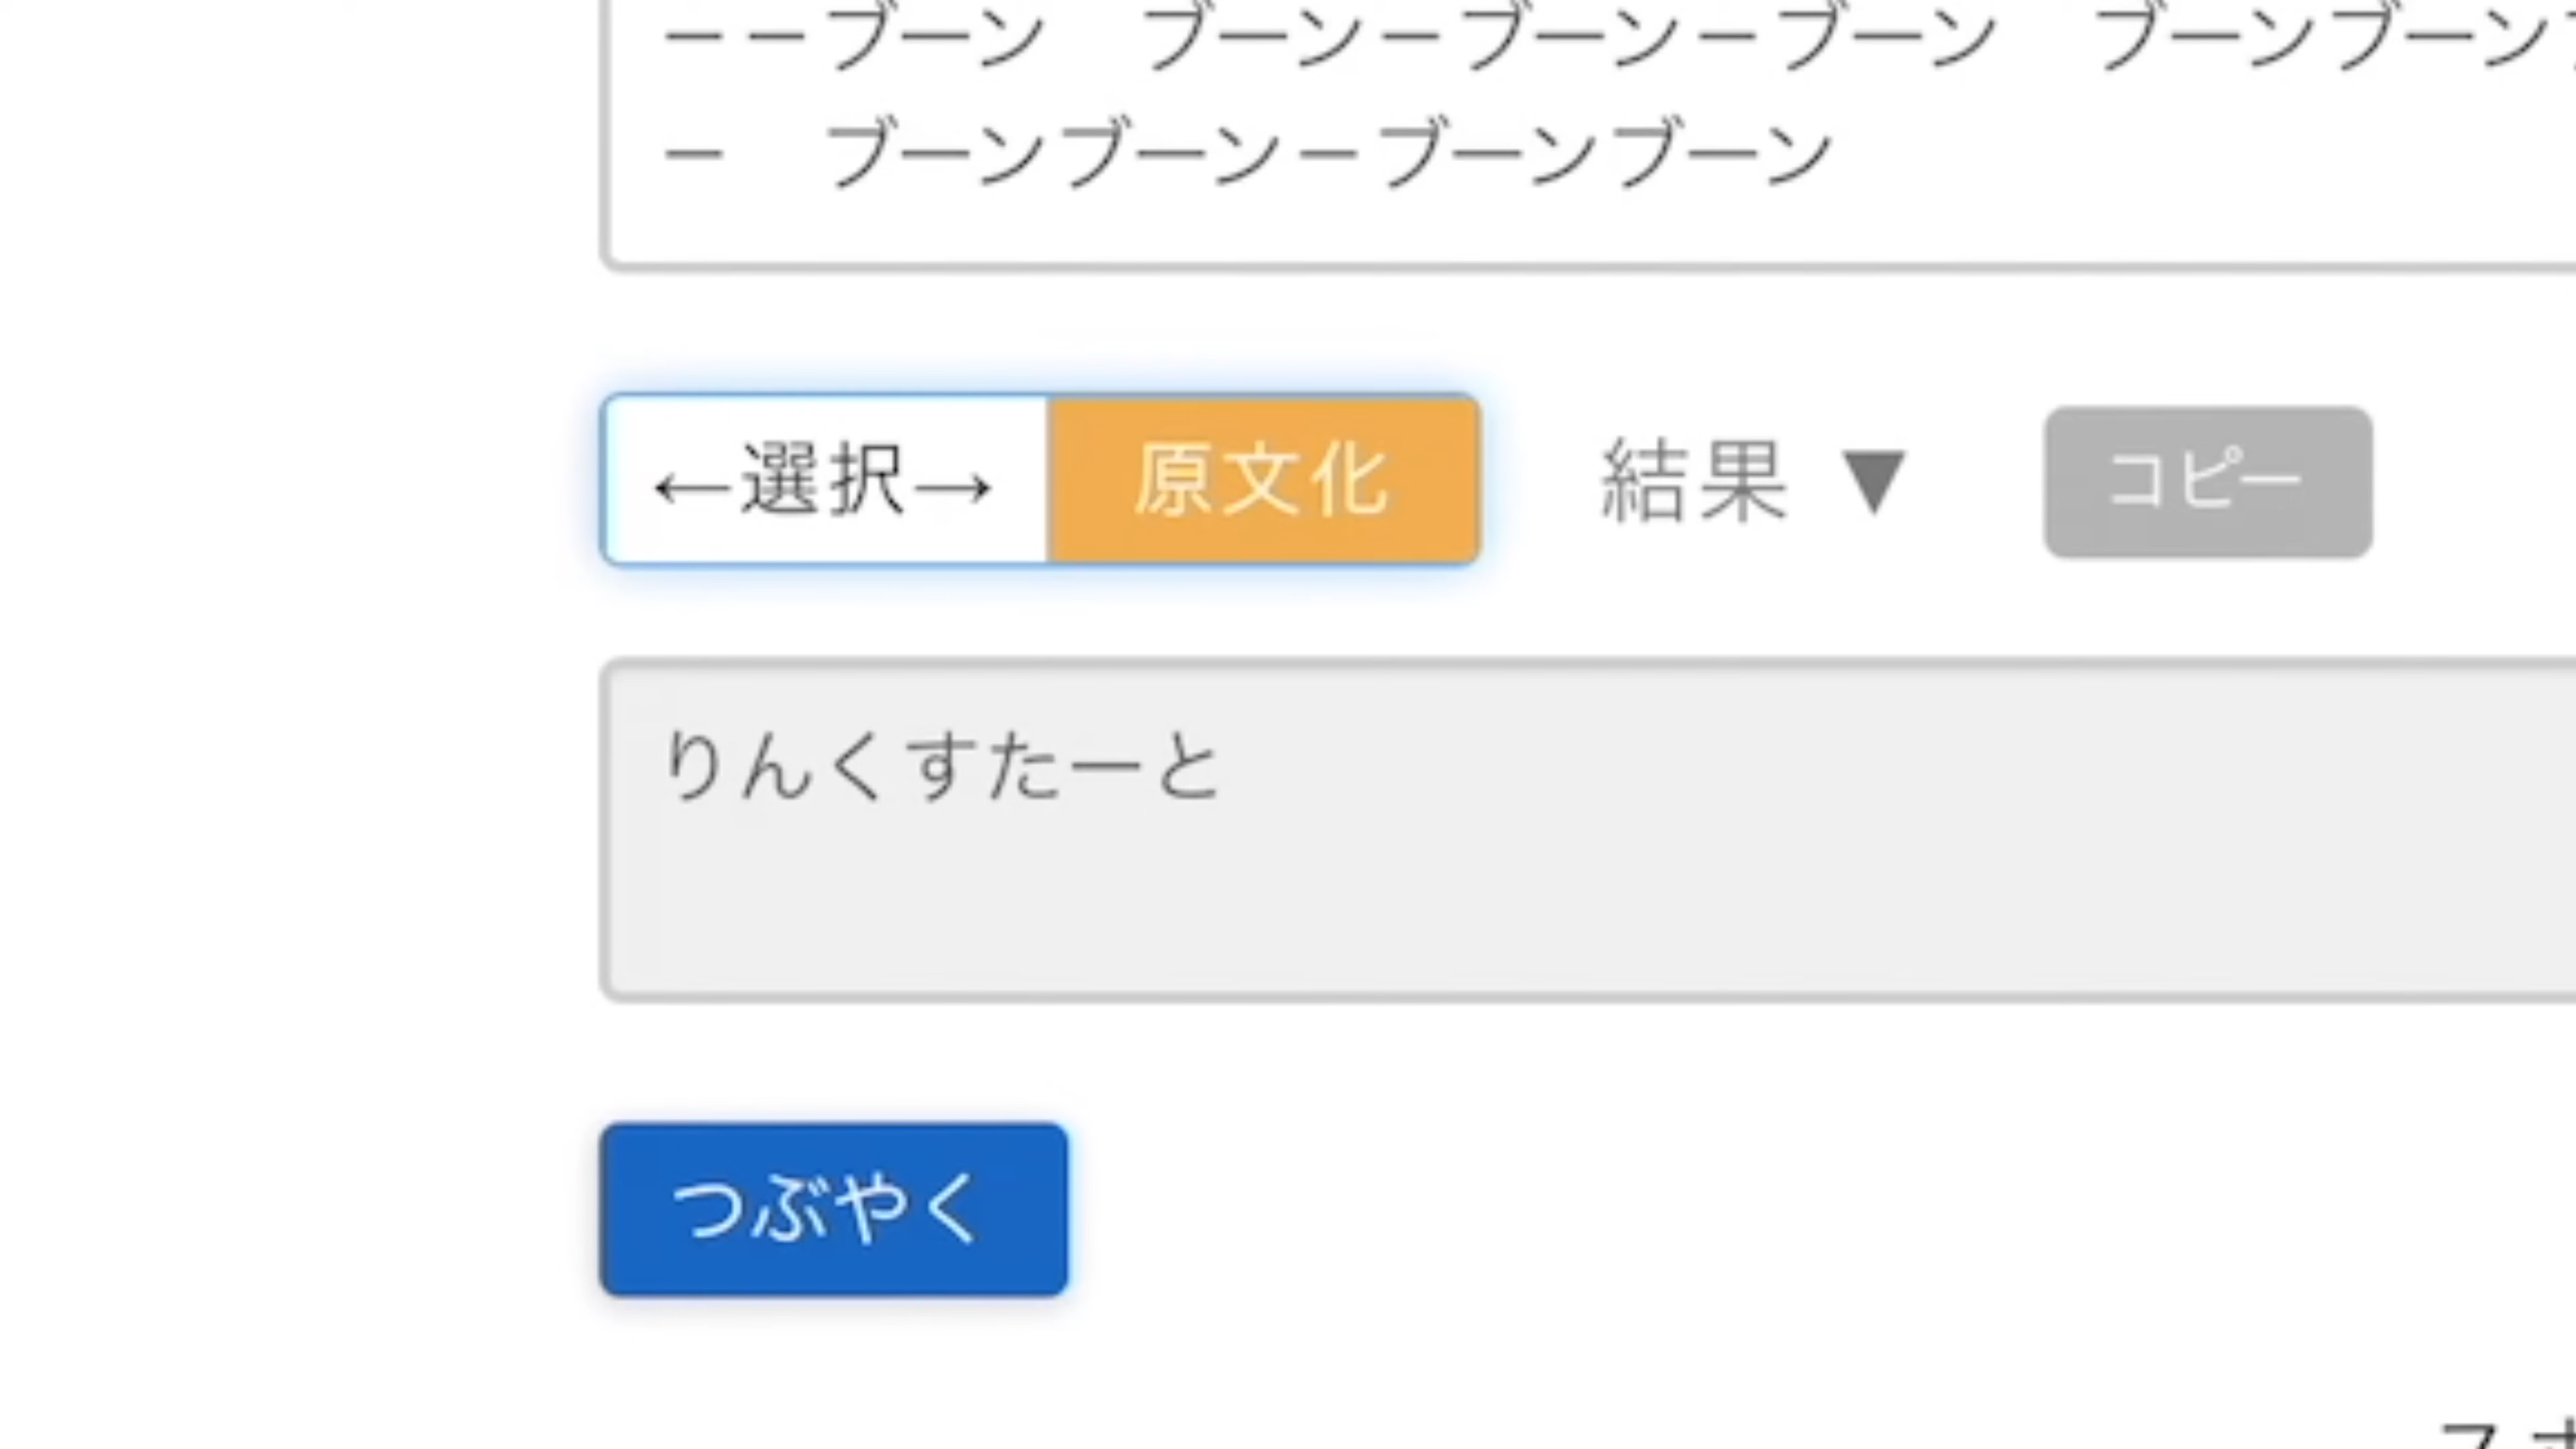 －－ブーン　ブーン－ブーン－ブーン　ブーンブーン
－　ブーンブーン－ブーンブーン
←選択→ 原文化 結果 ▼ コピー
りんくすたーと
つぶやく